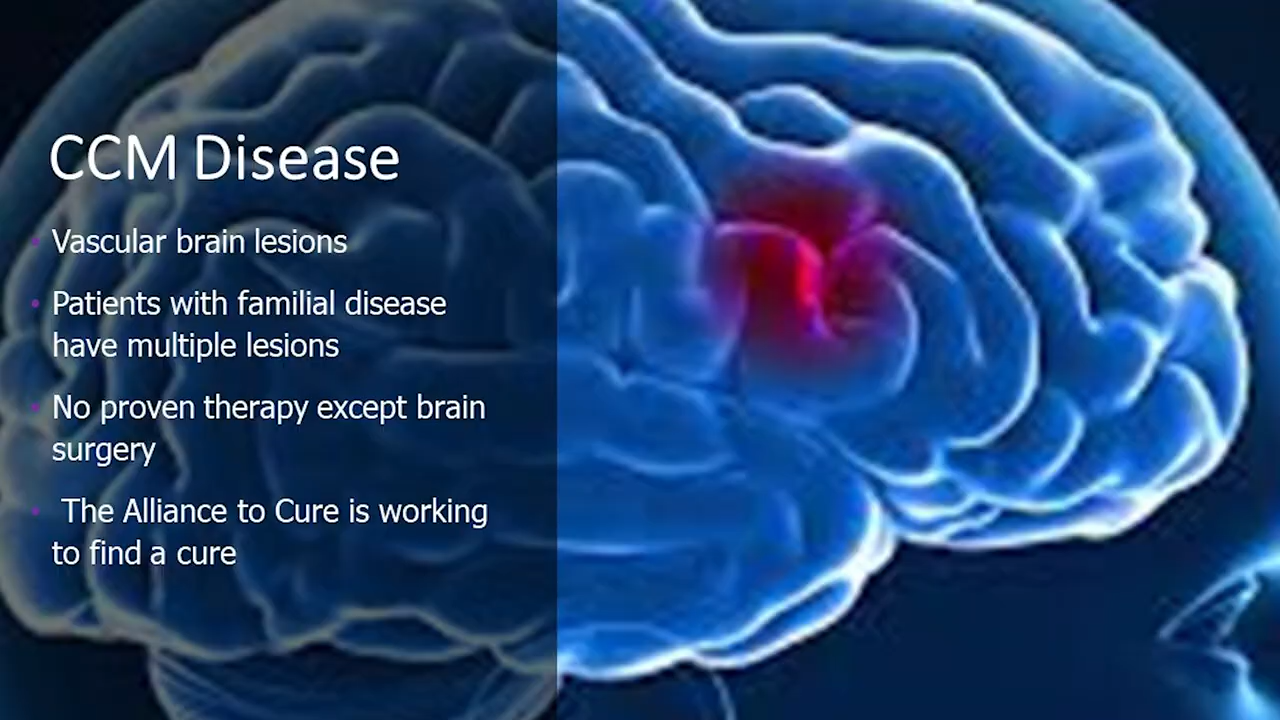 CCM Disease
Vascular brain lesions
Patients with familial disease
have multiple lesions
No proven therapy except brain
surgery
The Alliance to Cure is working
to find a cure